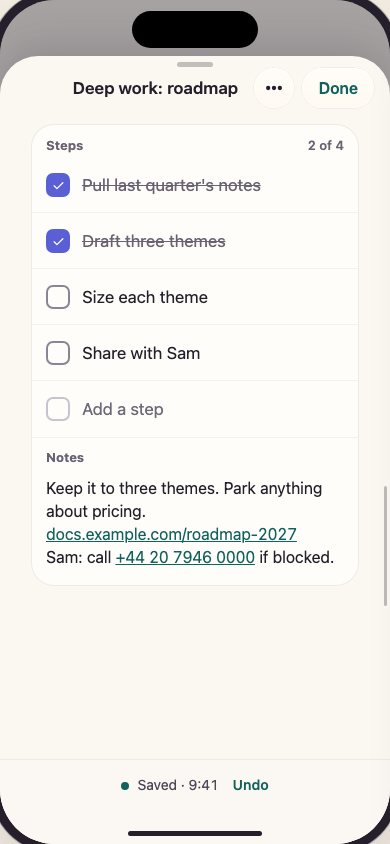 Deep work: roadmap
Done
Steps
2 of 4
Pull last quarter's notes
Draft three themes
Size each theme
Share with Sam
Add a step
Notes
Keep it to three themes. Park anything
about pricing.
docs.example.com/roadmap-2027
Sam: call +44 20 7946 0000 if blocked.
Saved · 9:41 Undo